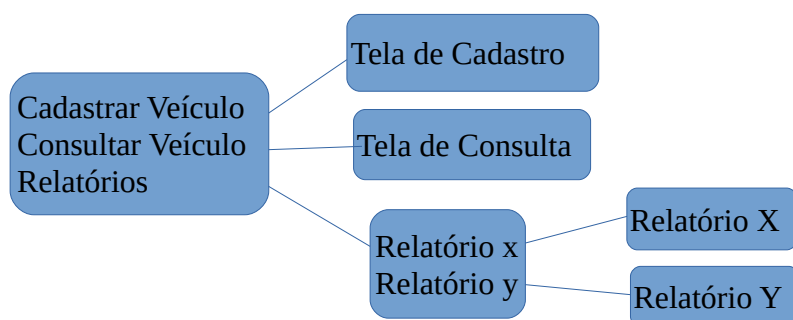 Tela de Cadastro
Cadastrar Veículo
Consultar Veículo
Relatórios
Tela de Consulta
Relatório x
Relatório y
Relatório X
Relatório Y